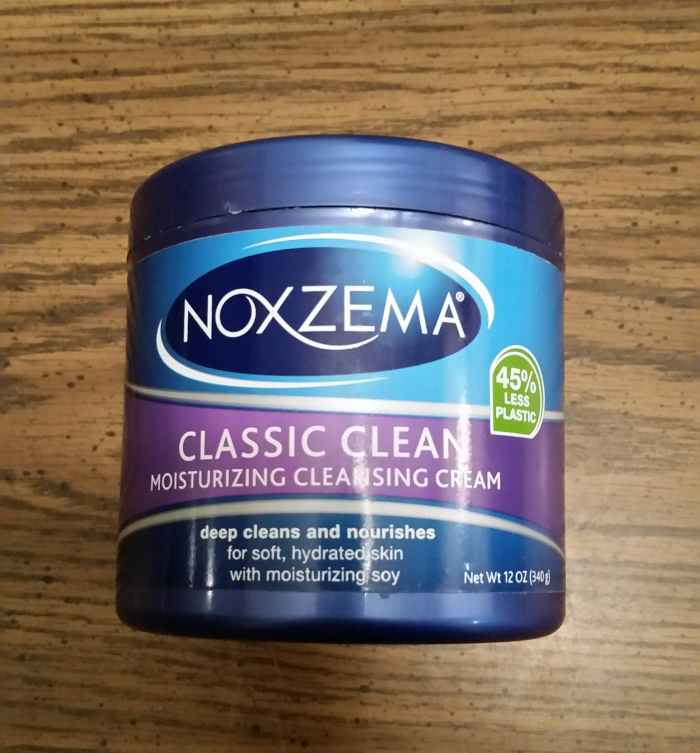 NOXZEMA®
45%
LESS
PLASTIC
CLASSIC CLEAN
MOISTURIZING CLEANSING CREAM
deep cleans and nourishes
for soft, hydrated skin
with moisturizing soy
Net Wt 12 OZ (340 g)